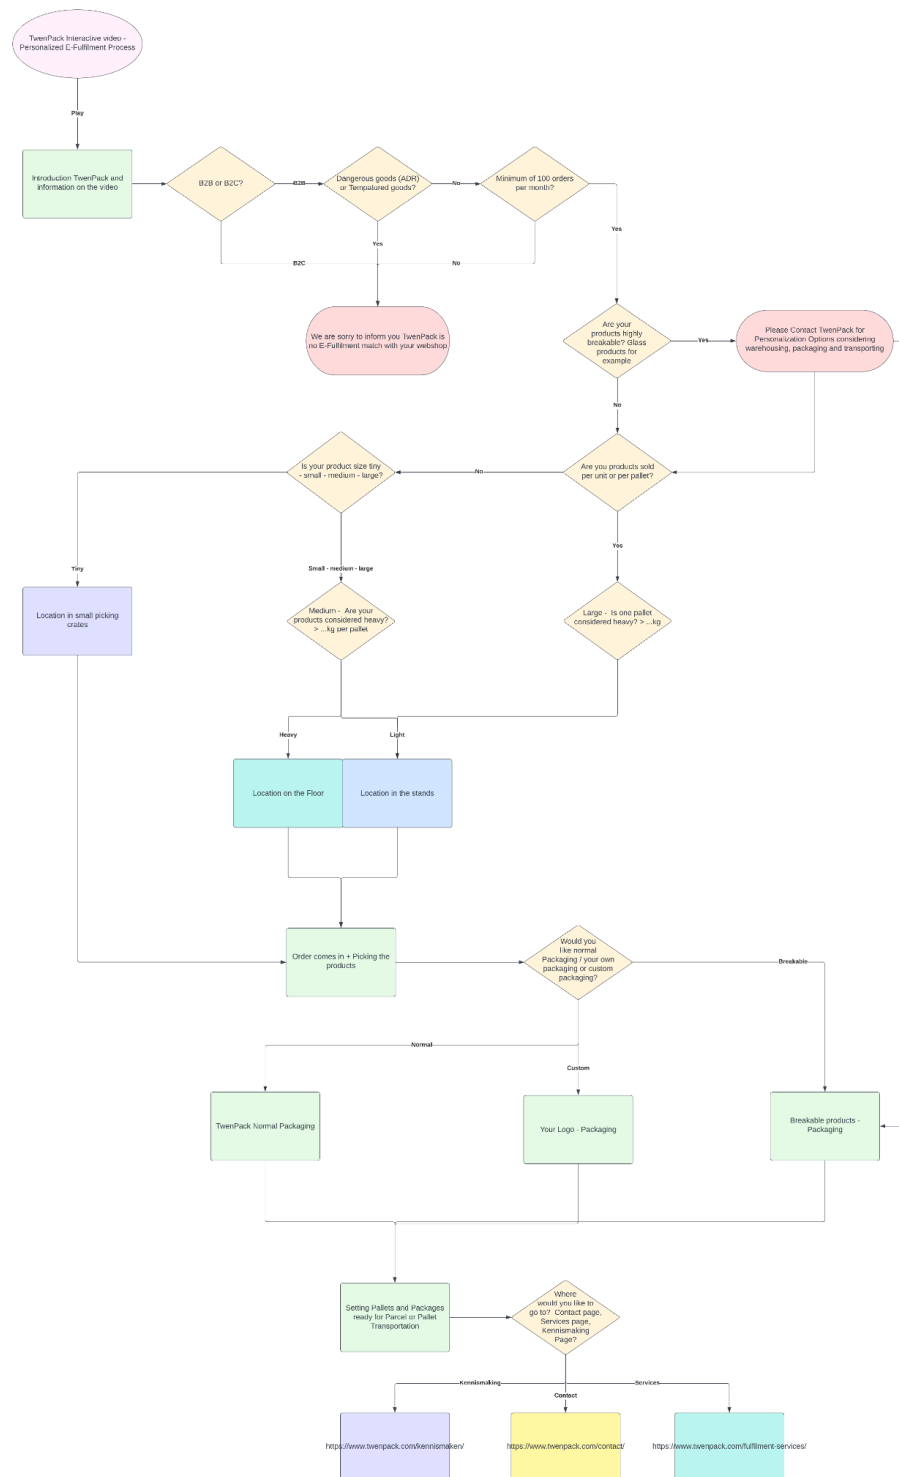 TwenPack Interactive video -
Personalized E-Fulfilment Process
Play
Introduction TwenPack and
information on the video
B2B or B2C?
B2B
Dangerous goods (ADR)
or Tempatured goods?
No
Minimum of 100 orders
per month?
Yes
Yes
B2C
No
We are sorry to inform you TwenPack is
no E-Fulfilment match with your webshop
Are your
products highly
breakable? Glass
products for
example
Yes
Please Contact TwenPack for
Personalization Options considering
warehousing, packaging and transporting
No
Is your product size tiny
- small - medium - large?
No
Are you products sold
per unit or per pallet?
Yes
Tiny
Small - medium - large
Location in small picking
crates
Medium - Are your
products considered heavy?
> ...kg per pallet
Large - Is one pallet
considered heavy? > ...kg
Heavy
Light
Location on the Floor
Location in the stands
Order comes in + Picking the
products
Would you
like normal
Packaging / your own
packaging or custom
packaging?
Breakable
Normal
Custom
TwenPack Normal Packaging
Your Logo - Packaging
Breakable products -
Packaging
Setting Pallets and Packages
ready for Parcel or Pallet
Transportation
Where
would you like to
go to? Contact page,
Services page,
Kennismaking
Page?
Kennismaking
Services
Contact
https://www.twenpack.com/kennismaken/
https://www.twenpack.com/contact/
https://www.twenpack.com/fulfilment-services/